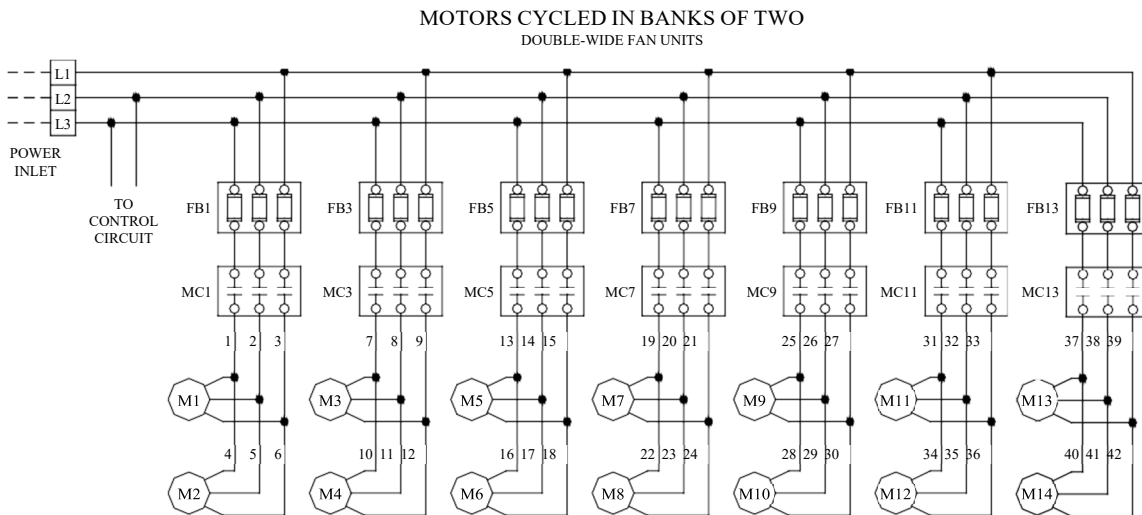 MOTORS CYCLED IN BANKS OF TWO
DOUBLE-WIDE FAN UNITS
L1
L2
L3
POWER
INLET
TO
CONTROL
CIRCUIT
FB1 FB3 FB5 FB7 FB9 FB11 FB13
MC1 MC3 MC5 MC7 MC9 MC11 MC13
1 2 3 7 8 9 13 14 15 19 20 21 25 26 27 31 32 33 37 38 39
M1 M3 M5 M7 M9 M11 M13
4 5 6 10 11 12 16 17 18 22 23 24 28 29 30 34 35 36 40 41 42
M2 M4 M6 M8 M10 M12 M14